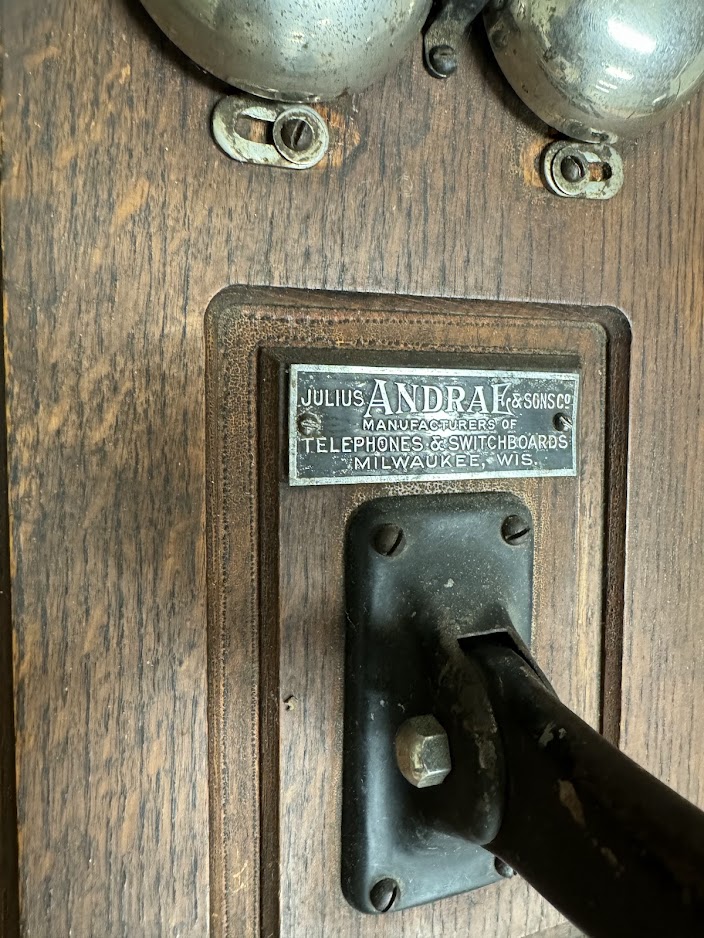 JULIUS ANDRAE & SONS CO
MANUFACTURERS OF
TELEPHONES & SWITCHBOARDS
MILWAUKEE, WIS.